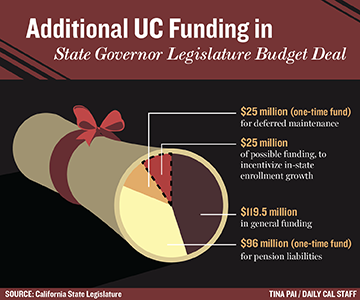 Additional UC Funding in
State Governor Legislature Budget Deal
$25 million (one-time fund)
for deferred maintenance
$25 million
of possible funding, to
incentivize in-state
enrollment growth
$119.5 million
in general funding
$96 million (one-time fund)
for pension liabilities
SOURCE: California State Legislature
TINA PAI / DAILY CAL STAFF